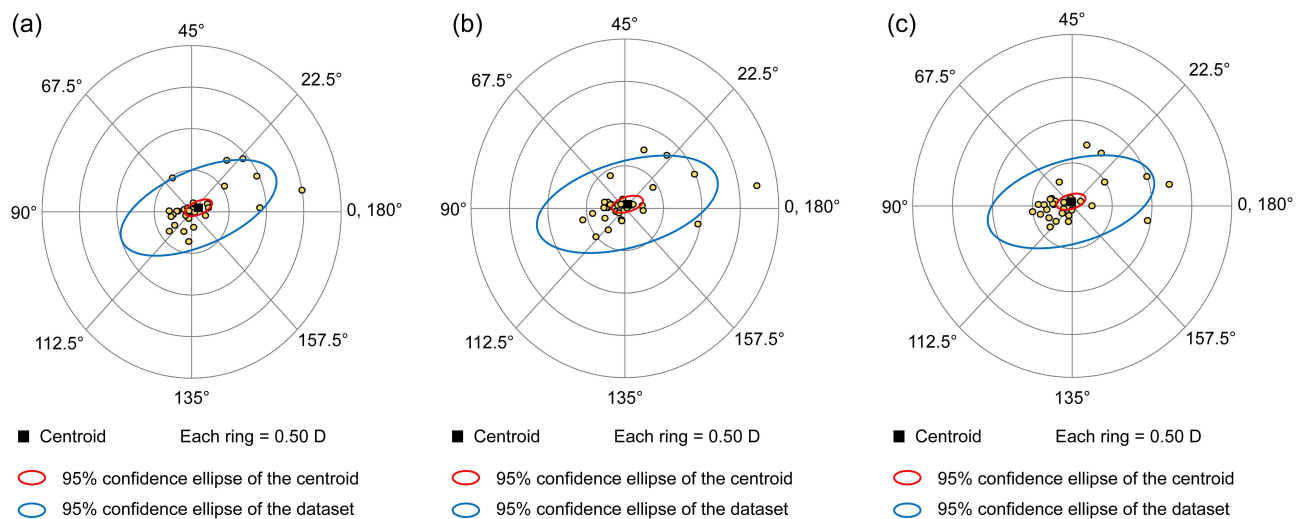 (a)
45°
67.5°
22.5°
90°
0, 180°
112.5°
157.5°
135°
Centroid Each ring = 0.50 D
95% confidence ellipse of the centroid
95% confidence ellipse of the dataset
(b)
45°
67.5°
22.5°
90°
0, 180°
112.5°
157.5°
135°
Centroid Each ring = 0.50 D
95% confidence ellipse of the centroid
95% confidence ellipse of the dataset
(c)
45°
67.5°
22.5°
90°
0, 180°
112.5°
157.5°
135°
Centroid Each ring = 0.50 D
95% confidence ellipse of the centroid
95% confidence ellipse of the dataset